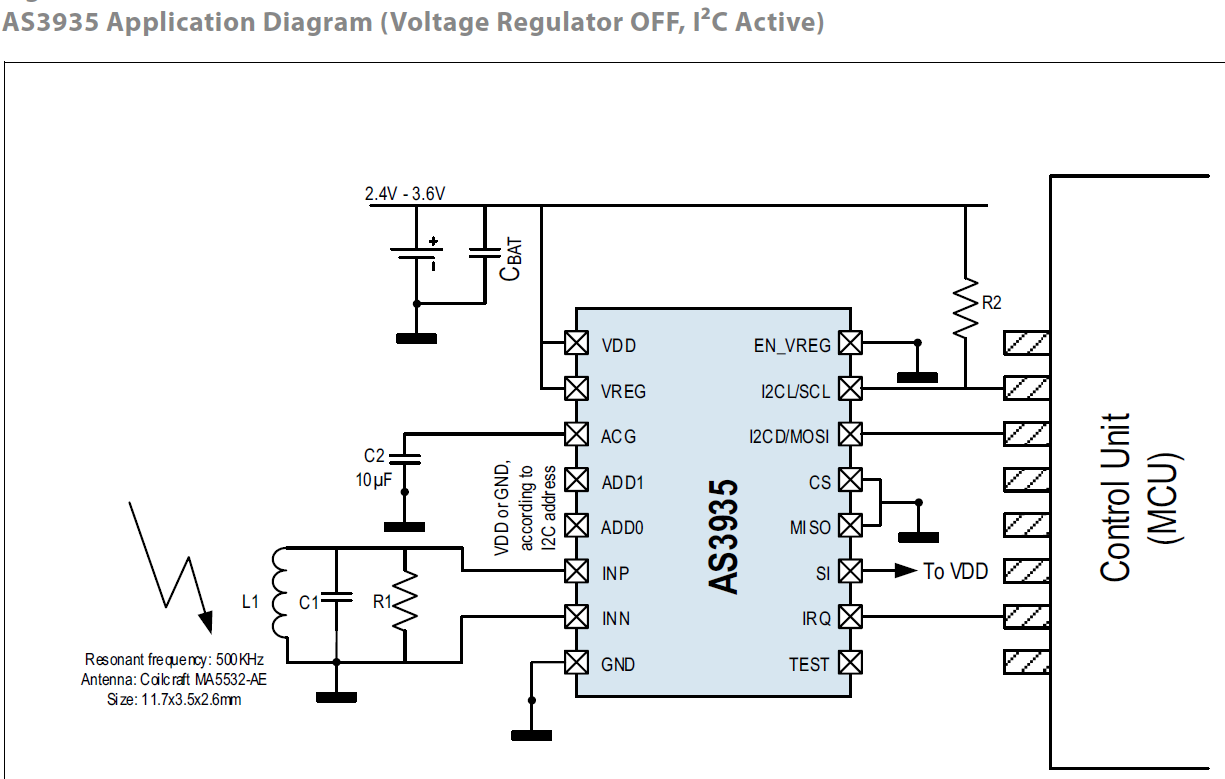 AS3935 Application Diagram (Voltage Regulator OFF, I²C Active)
2.4V - 3.6V
+
CBAT
R2
VDD
EN_VREG
VREG
I2CL/SCL
ACG
I2CD/MOSI
C2
10µF
VDD or GND,
according to
I2C address
ADD1
CS
ADD0
MISO
AS3935
Control Unit
(MCU)
INP
SI
To VDD
L1
C1
R1
INN
IRQ
GND
TEST
Resonant frequency: 500KHz
Antenna: Coilcraft MA5532-AE
Size: 11.7x3.5x2.6mm